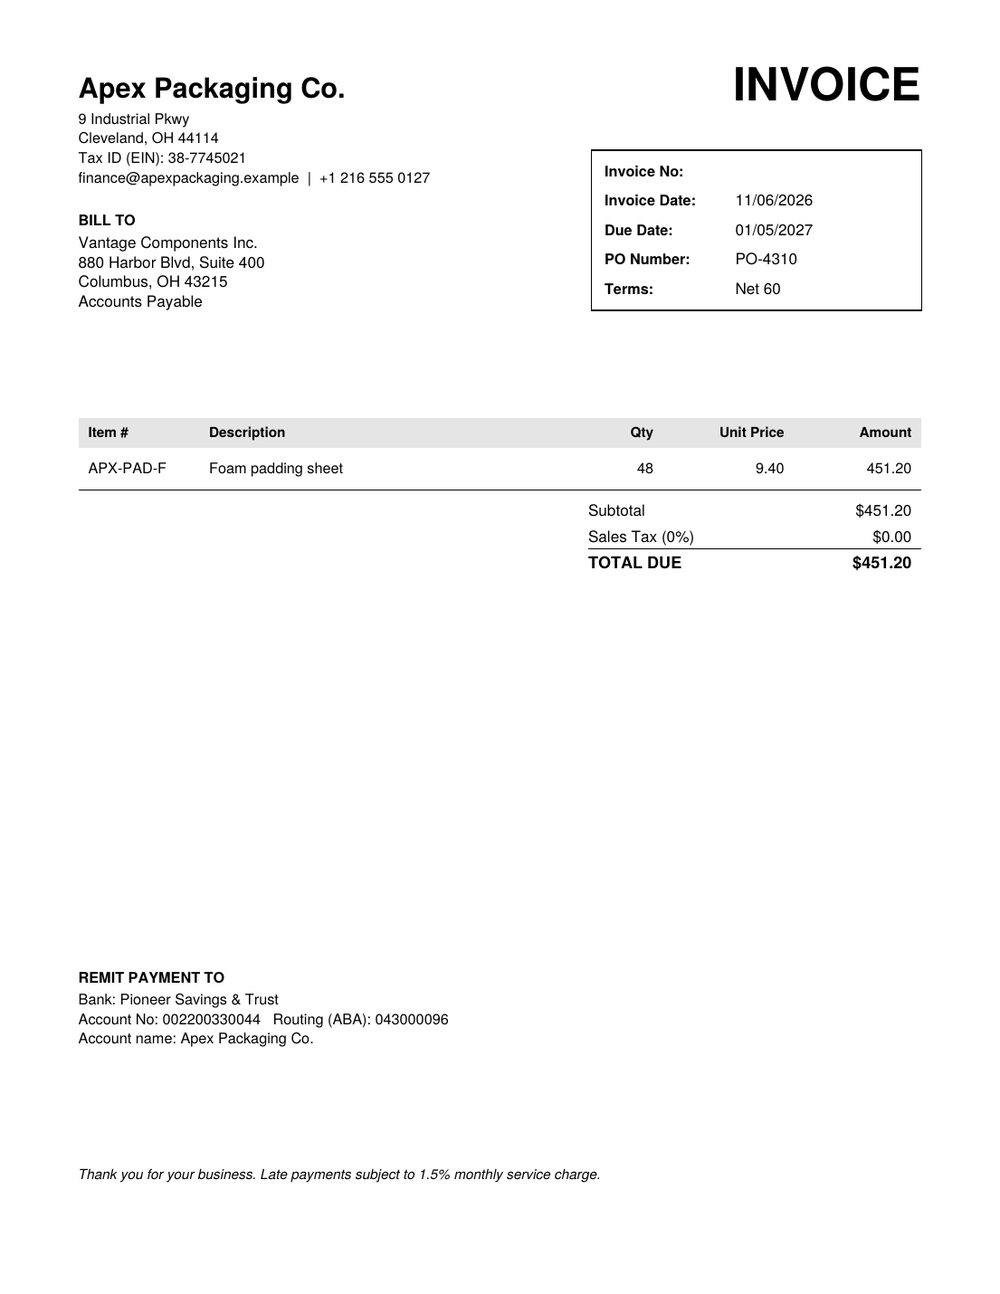 Apex Packaging Co.
INVOICE
9 Industrial Pkwy
Cleveland, OH 44114
Tax ID (EIN): 38-7745021
finance@apexpackaging.example | +1 216 555 0127
Invoice No:
Invoice Date: 11/06/2026
Due Date: 01/05/2027
PO Number: PO-4310
Terms: Net 60
BILL TO
Vantage Components Inc.
880 Harbor Blvd, Suite 400
Columbus, OH 43215
Accounts Payable
Item # Description Qty Unit Price Amount
APX-PAD-F Foam padding sheet 48 9.40 451.20
Subtotal $451.20
Sales Tax (0%) $0.00
TOTAL DUE $451.20
REMIT PAYMENT TO
Bank: Pioneer Savings & Trust
Account No: 002200330044 Routing (ABA): 043000096
Account name: Apex Packaging Co.
Thank you for your business. Late payments subject to 1.5% monthly service charge.